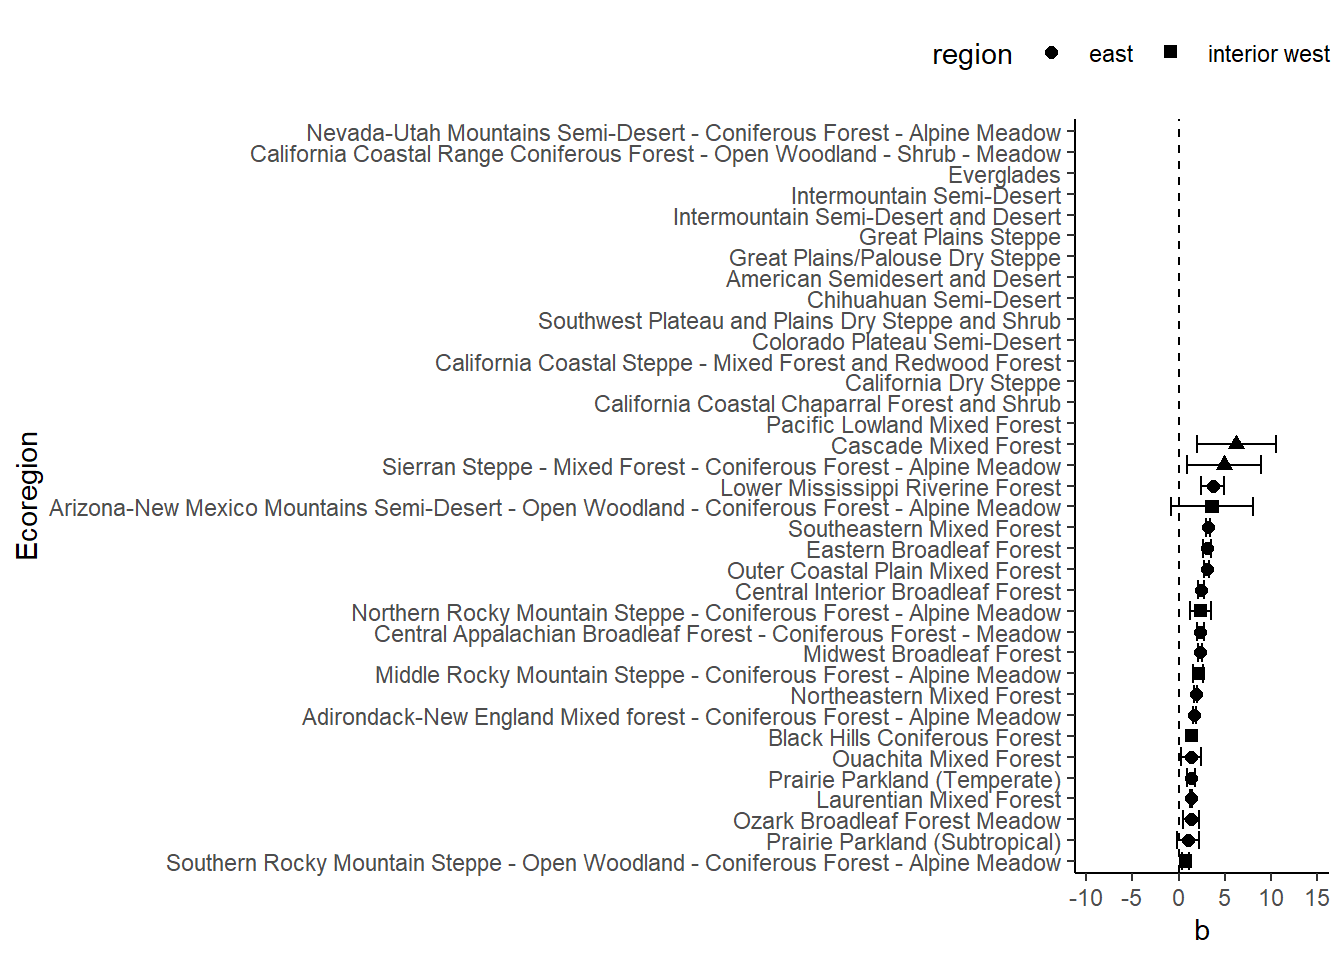 region east interior west
Nevada-Utah Mountains Semi-Desert - Coniferous Forest - Alpine Meadow
California Coastal Range Coniferous Forest - Open Woodland - Shrub - Meadow
Everglades
Intermountain Semi-Desert
Intermountain Semi-Desert and Desert
Great Plains Steppe
Great Plains/Palouse Dry Steppe
American Semidesert and Desert
Chihuahuan Semi-Desert
Southwest Plateau and Plains Dry Steppe and Shrub
Colorado Plateau Semi-Desert
California Coastal Steppe - Mixed Forest and Redwood Forest
California Dry Steppe
California Coastal Chaparral Forest and Shrub
Pacific Lowland Mixed Forest
Cascade Mixed Forest
Sierran Steppe - Mixed Forest - Coniferous Forest - Alpine Meadow
Lower Mississippi Riverine Forest
Arizona-New Mexico Mountains Semi-Desert - Open Woodland - Coniferous Forest - Alpine Meadow
Southeastern Mixed Forest
Eastern Broadleaf Forest
Outer Coastal Plain Mixed Forest
Central Interior Broadleaf Forest
Northern Rocky Mountain Steppe - Coniferous Forest - Alpine Meadow
Central Appalachian Broadleaf Forest - Coniferous Forest - Meadow
Midwest Broadleaf Forest
Middle Rocky Mountain Steppe - Coniferous Forest - Alpine Meadow
Northeastern Mixed Forest
Adirondack-New England Mixed forest - Coniferous Forest - Alpine Meadow
Black Hills Coniferous Forest
Ouachita Mixed Forest
Prairie Parkland (Temperate)
Laurentian Mixed Forest
Ozark Broadleaf Forest Meadow
Prairie Parkland (Subtropical)
Southern Rocky Mountain Steppe - Open Woodland - Coniferous Forest - Alpine Meadow
Ecoregion
-10 -5 0 5 10 15
b